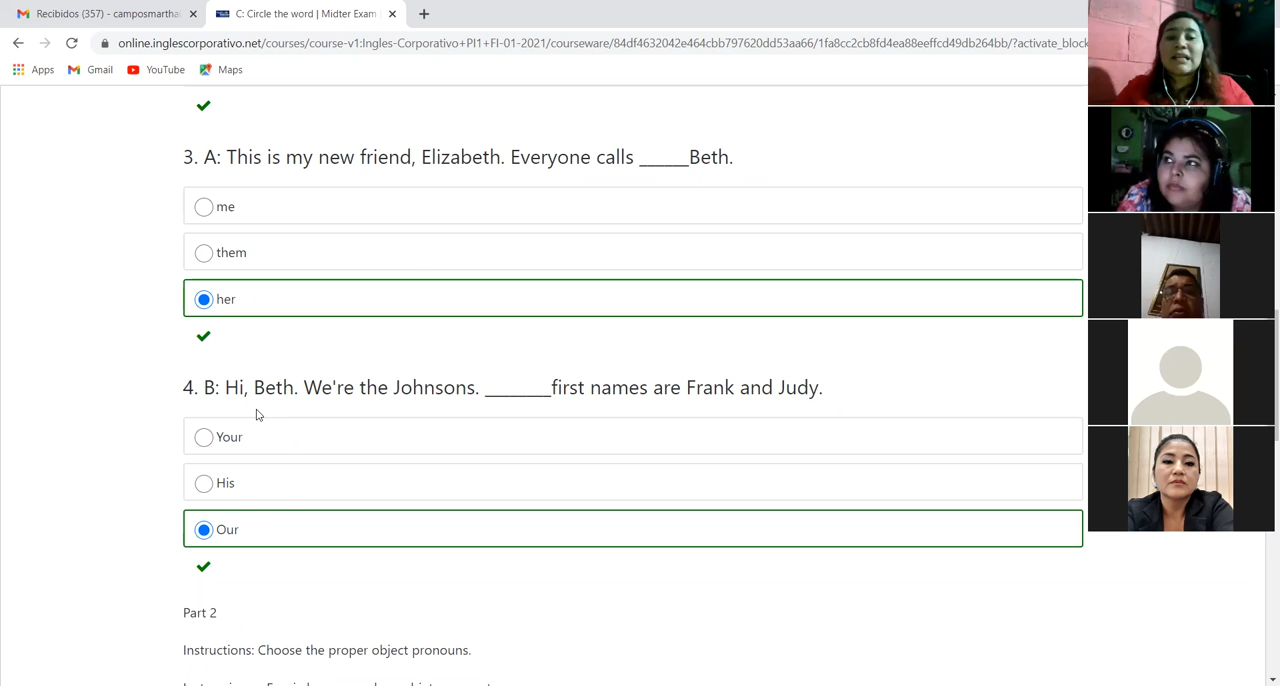 Recibidos (357) - camposmartha
C: Circle the word | Midter Exam
online.inglescorporativo.net/courses/course-v1:Ingles-Corporativo+PI1+FI-01-2021/courseware/84df4632042e464cbb797620dd53aa66/1fa8cc2cb8fd4ea88eeffcd49db264bb/?activate_block
Apps Gmail YouTube Maps
3. A: This is my new friend, Elizabeth. Everyone calls ______Beth.
me
them
her
4. B: Hi, Beth. We're the Johnsons. ________first names are Frank and Judy.
Your
His
Our
Part 2
Instructions: Choose the proper object pronouns.